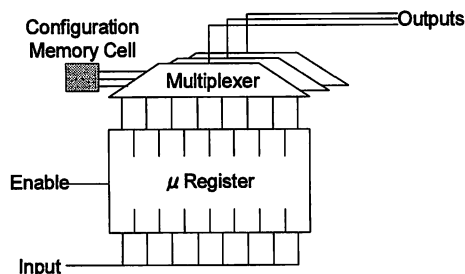 Configuration
Memory Cell
Outputs
Multiplexer
Enable
μ Register
Input